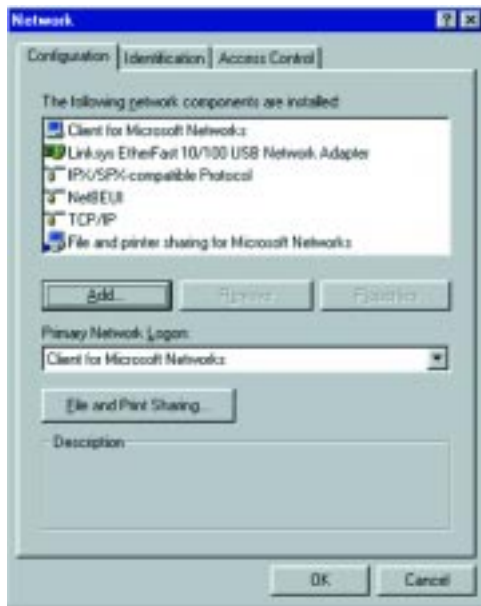 Network
Configuration Identification Access Control
The following network components are installed:
Client for Microsoft Networks
Linksys EtherFast 10/100 USB Network Adapter
IPX/SPX-compatible Protocol
NetBEUI
TCP/IP
File and printer sharing for Microsoft Networks
Add... Remove Properties
Primary Network Logon:
Client for Microsoft Networks
File and Print Sharing...
Description
OK Cancel